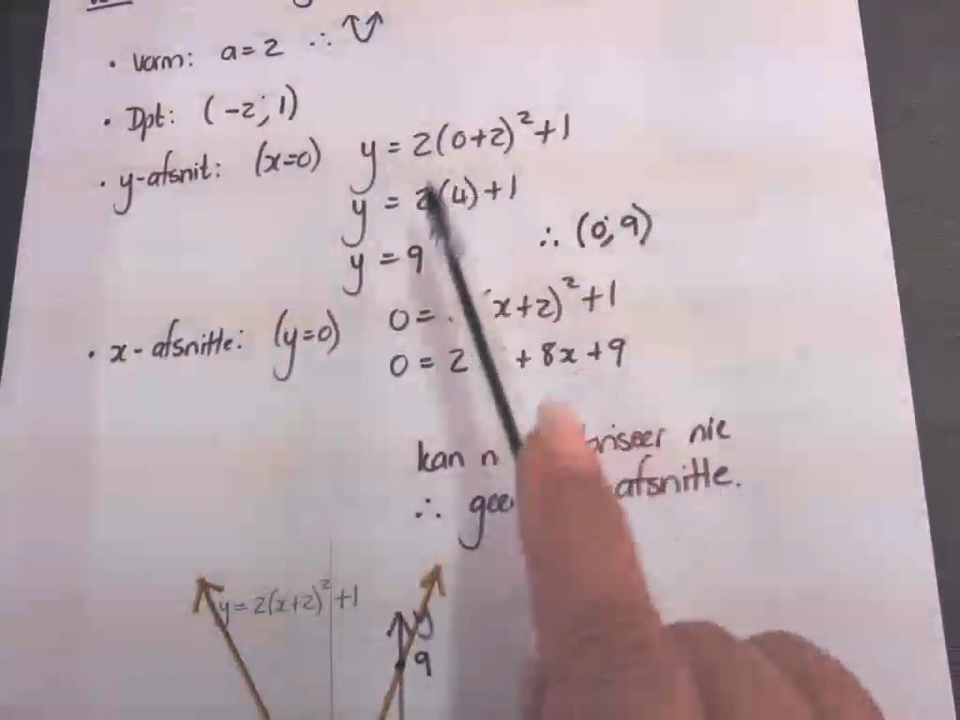 • Vorm: a = 2 ∴
• Dpt: (-2; 1)
• y-afsnit: (x=0) y = 2(0+2)²+1
y = 2(4)+1
y = 9 ∴ (0; 9)
• x-afsnitte: (y=0) 0 = x+2)²+1
0 = 2 + 8x + 9
kan nie
∴ afsnitte.
y=2(x+2)²+1
y
9